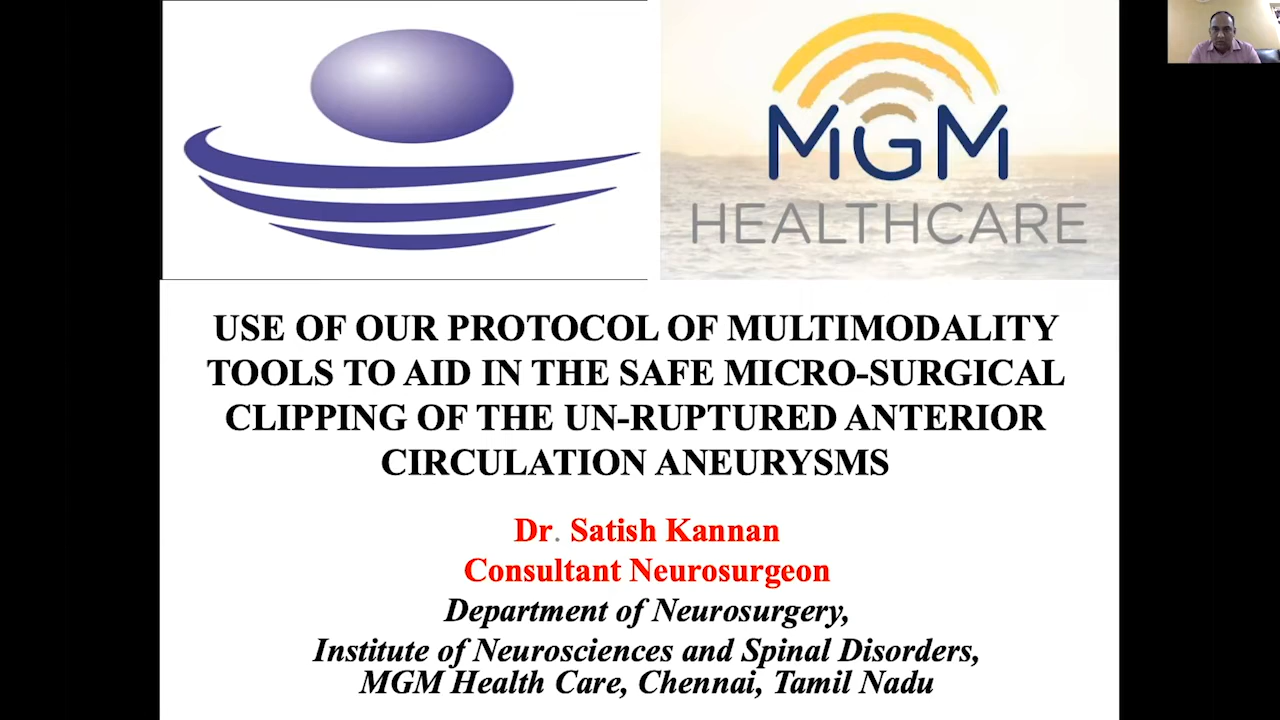 MGM
HEALTHCARE
USE OF OUR PROTOCOL OF MULTIMODALITY
TOOLS TO AID IN THE SAFE MICRO-SURGICAL
CLIPPING OF THE UN-RUPTURED ANTERIOR
CIRCULATION ANEURYSMS
Dr. Satish Kannan
Consultant Neurosurgeon
Department of Neurosurgery,
Institute of Neurosciences and Spinal Disorders,
MGM Health Care, Chennai, Tamil Nadu